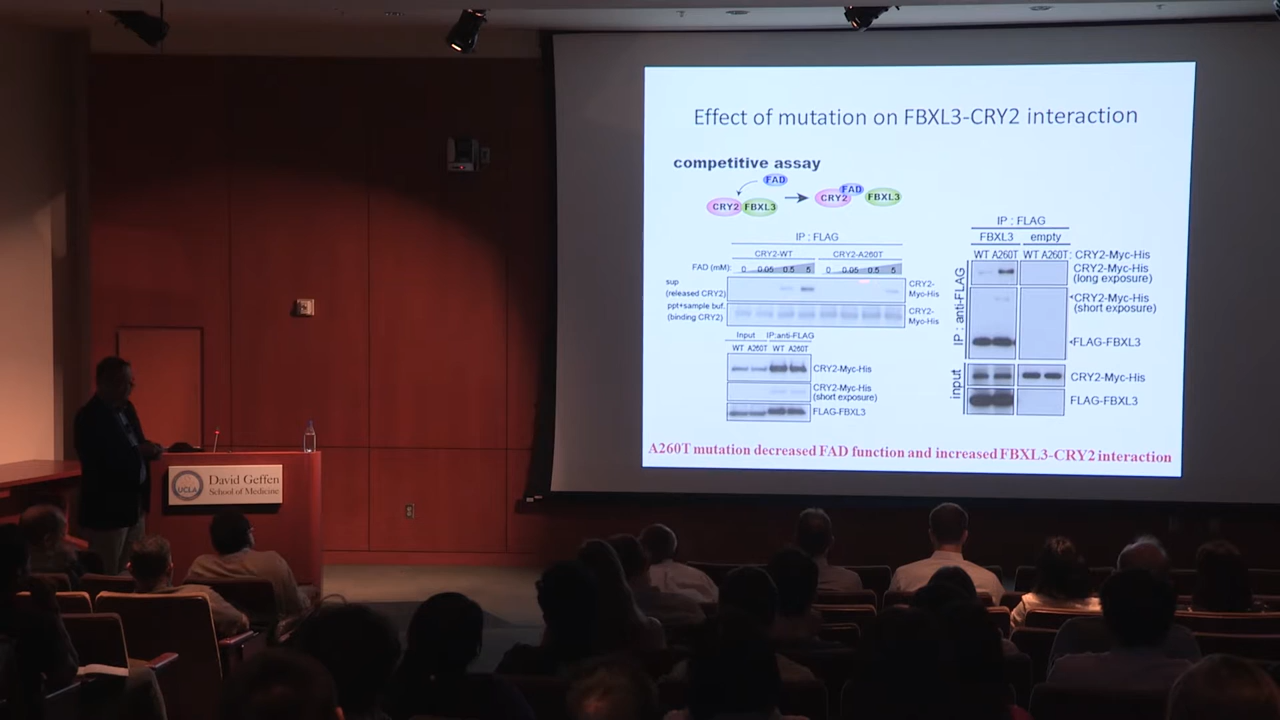 Effect of mutation on FBXL3-CRY2 interaction
competitive assay
FAD
CRY2 FBXL3
FAD
CRY2 FBXL3
IP : FLAG
CRY2-WT CRY2-A260T
FAD (mM): 0 0.05 0.5 5 0 0.05 0.5 5
sup
(released CRY2)
CRY2-
Myc-His
ppt+sample buf.
(binding CRY2)
CRY2-
Myc-His
Input IP:anti-FLAG
WT A260T WT A260T
CRY2-Myc-His
CRY2-Myc-His
(short exposure)
FLAG-FBXL3
IP : FLAG
FBXL3 empty
WT A260T WT A260T : CRY2-Myc-His
IP : anti-FLAG
CRY2-Myc-His
(long exposure)
CRY2-Myc-His
(short exposure)
FLAG-FBXL3
input
CRY2-Myc-His
FLAG-FBXL3
A260T mutation decreased FAD function and increased FBXL3-CRY2 interaction
UCLA
David Geffen
School of Medicine